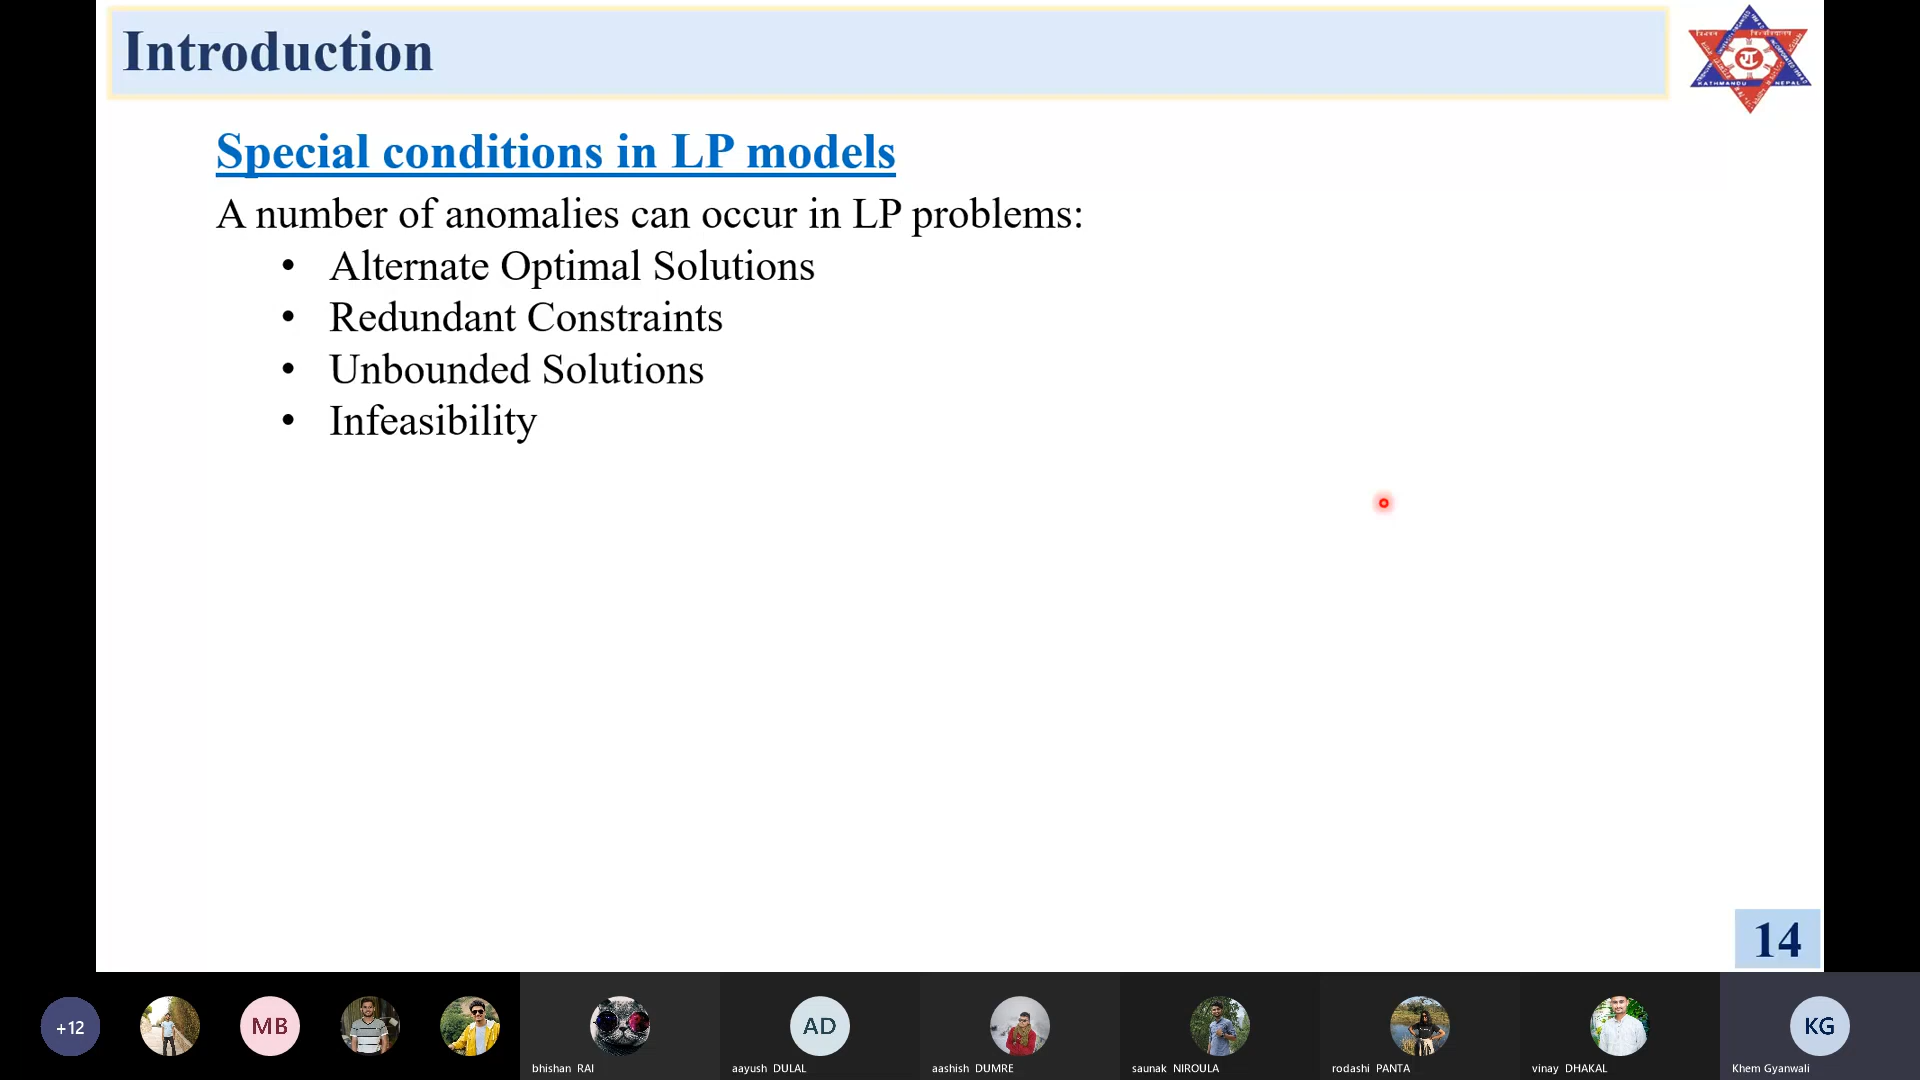 Introduction
Special conditions in LP models
A number of anomalies can occur in LP problems:
• Alternate Optimal Solutions
• Redundant Constraints
• Unbounded Solutions
• Infeasibility
KATHMANDU NEPAL
14
+12
MB
AD
KG
bhishan RAI
aayush DULAL
aashish DUMRE
saunak NIROULA
rodashi PANTA
vinay DHAKAL
Khem Gyanwali